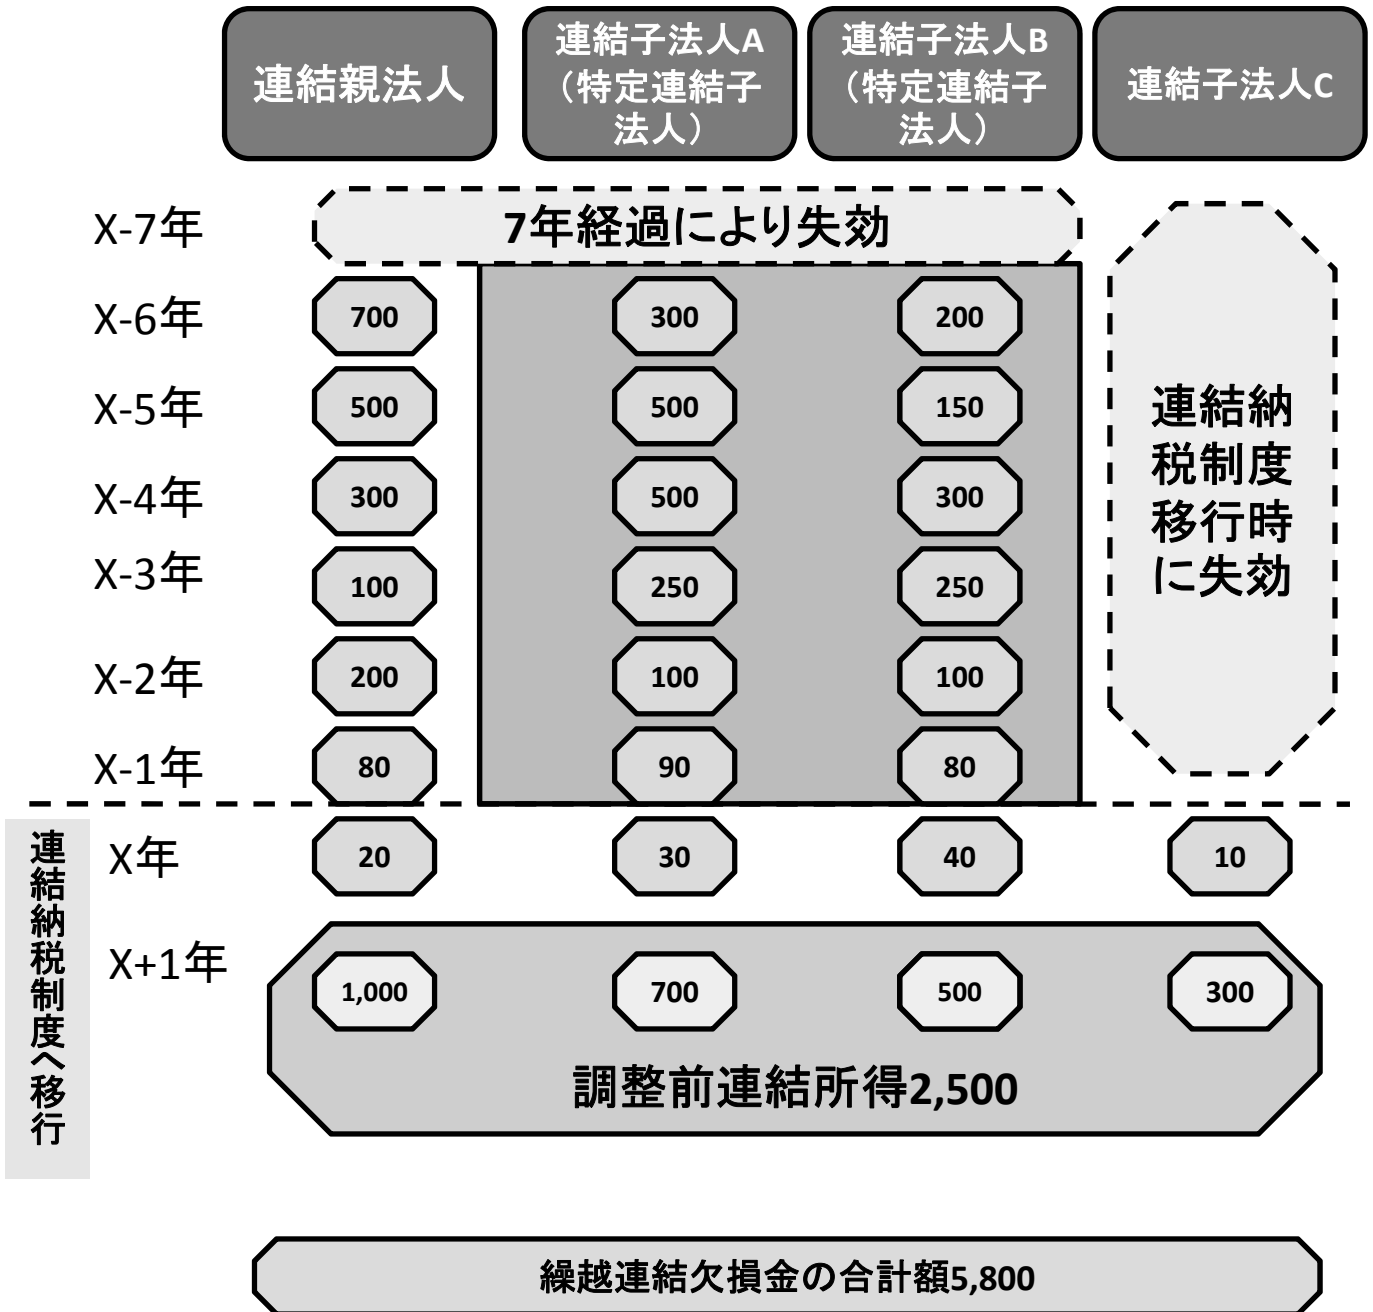 連結親法人
連結子法人A
（特定連結子
法人）
連結子法人B
（特定連結子
法人）
連結子法人C
X-7年
7年経過により失効
X-6年
700
300
200
X-5年
500
500
150
X-4年
300
500
300
X-3年
100
250
250
X-2年
200
100
100
X-1年
80
90
80
連結納
税制度
移行時
に失効
連結納税制度へ移行
X年
20
30
40
10
X+1年
1,000
700
500
300
調整前連結所得2,500
繰越連結欠損金の合計額5,800